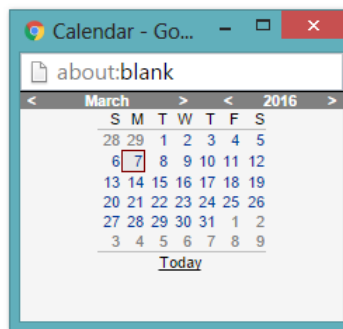 Calendar - Go...
about:blank
< March > < 2016 >
S M T W T F S
28 29 1 2 3 4 5
6 7 8 9 10 11 12
13 14 15 16 17 18 19
20 21 22 23 24 25 26
27 28 29 30 31 1 2
3 4 5 6 7 8 9
Today